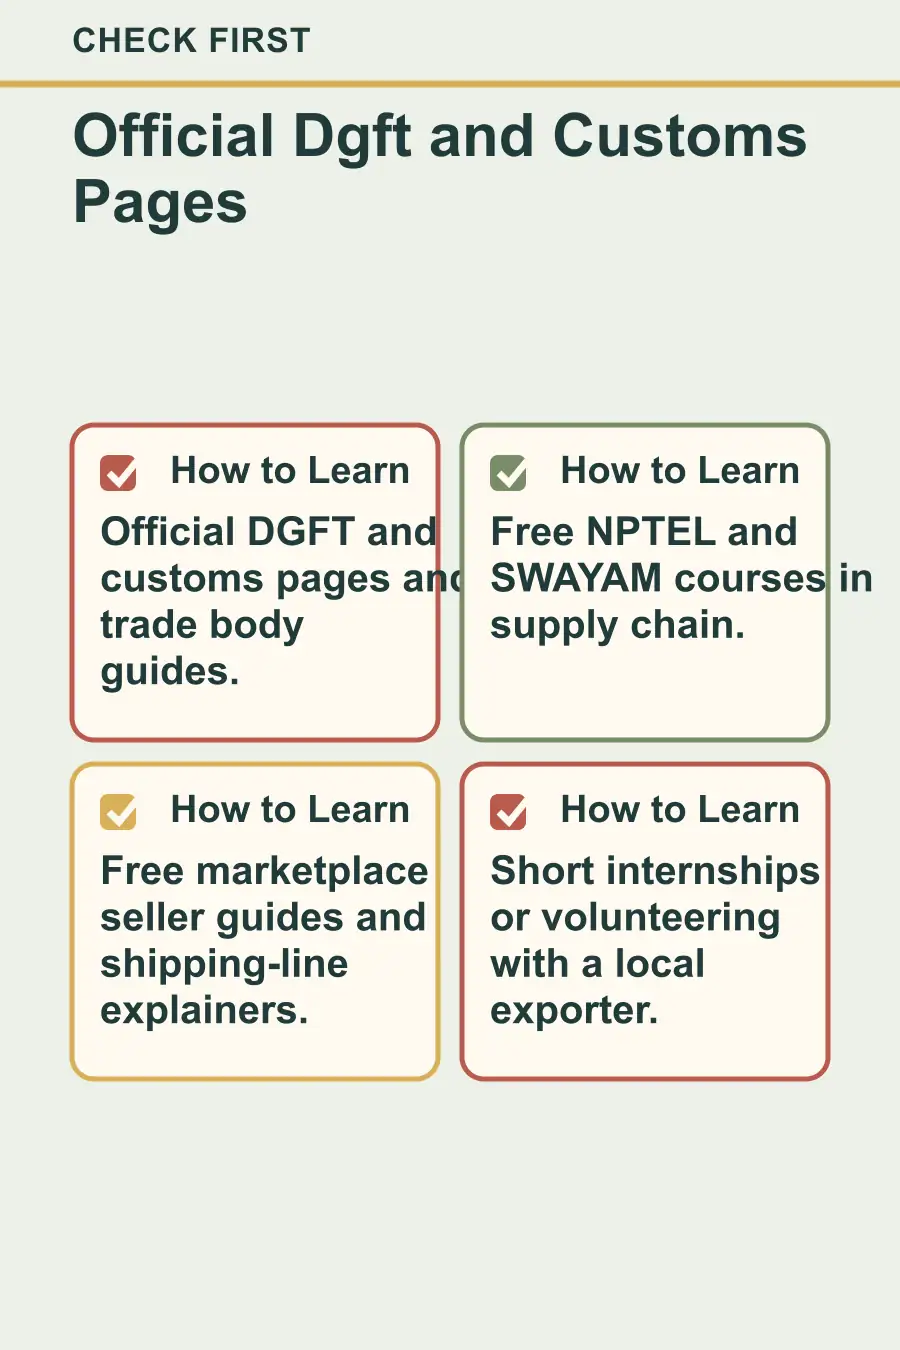 CHECK FIRST
Official Dgft and Customs
Pages
How to Learn
Official DGFT and
customs pages and
trade body
guides.
How to Learn
Free NPTEL and
SWAYAM courses in
supply chain.
How to Learn
Free marketplace
seller guides and
shipping-line
explainers.
How to Learn
Short internships
or volunteering
with a local
exporter.